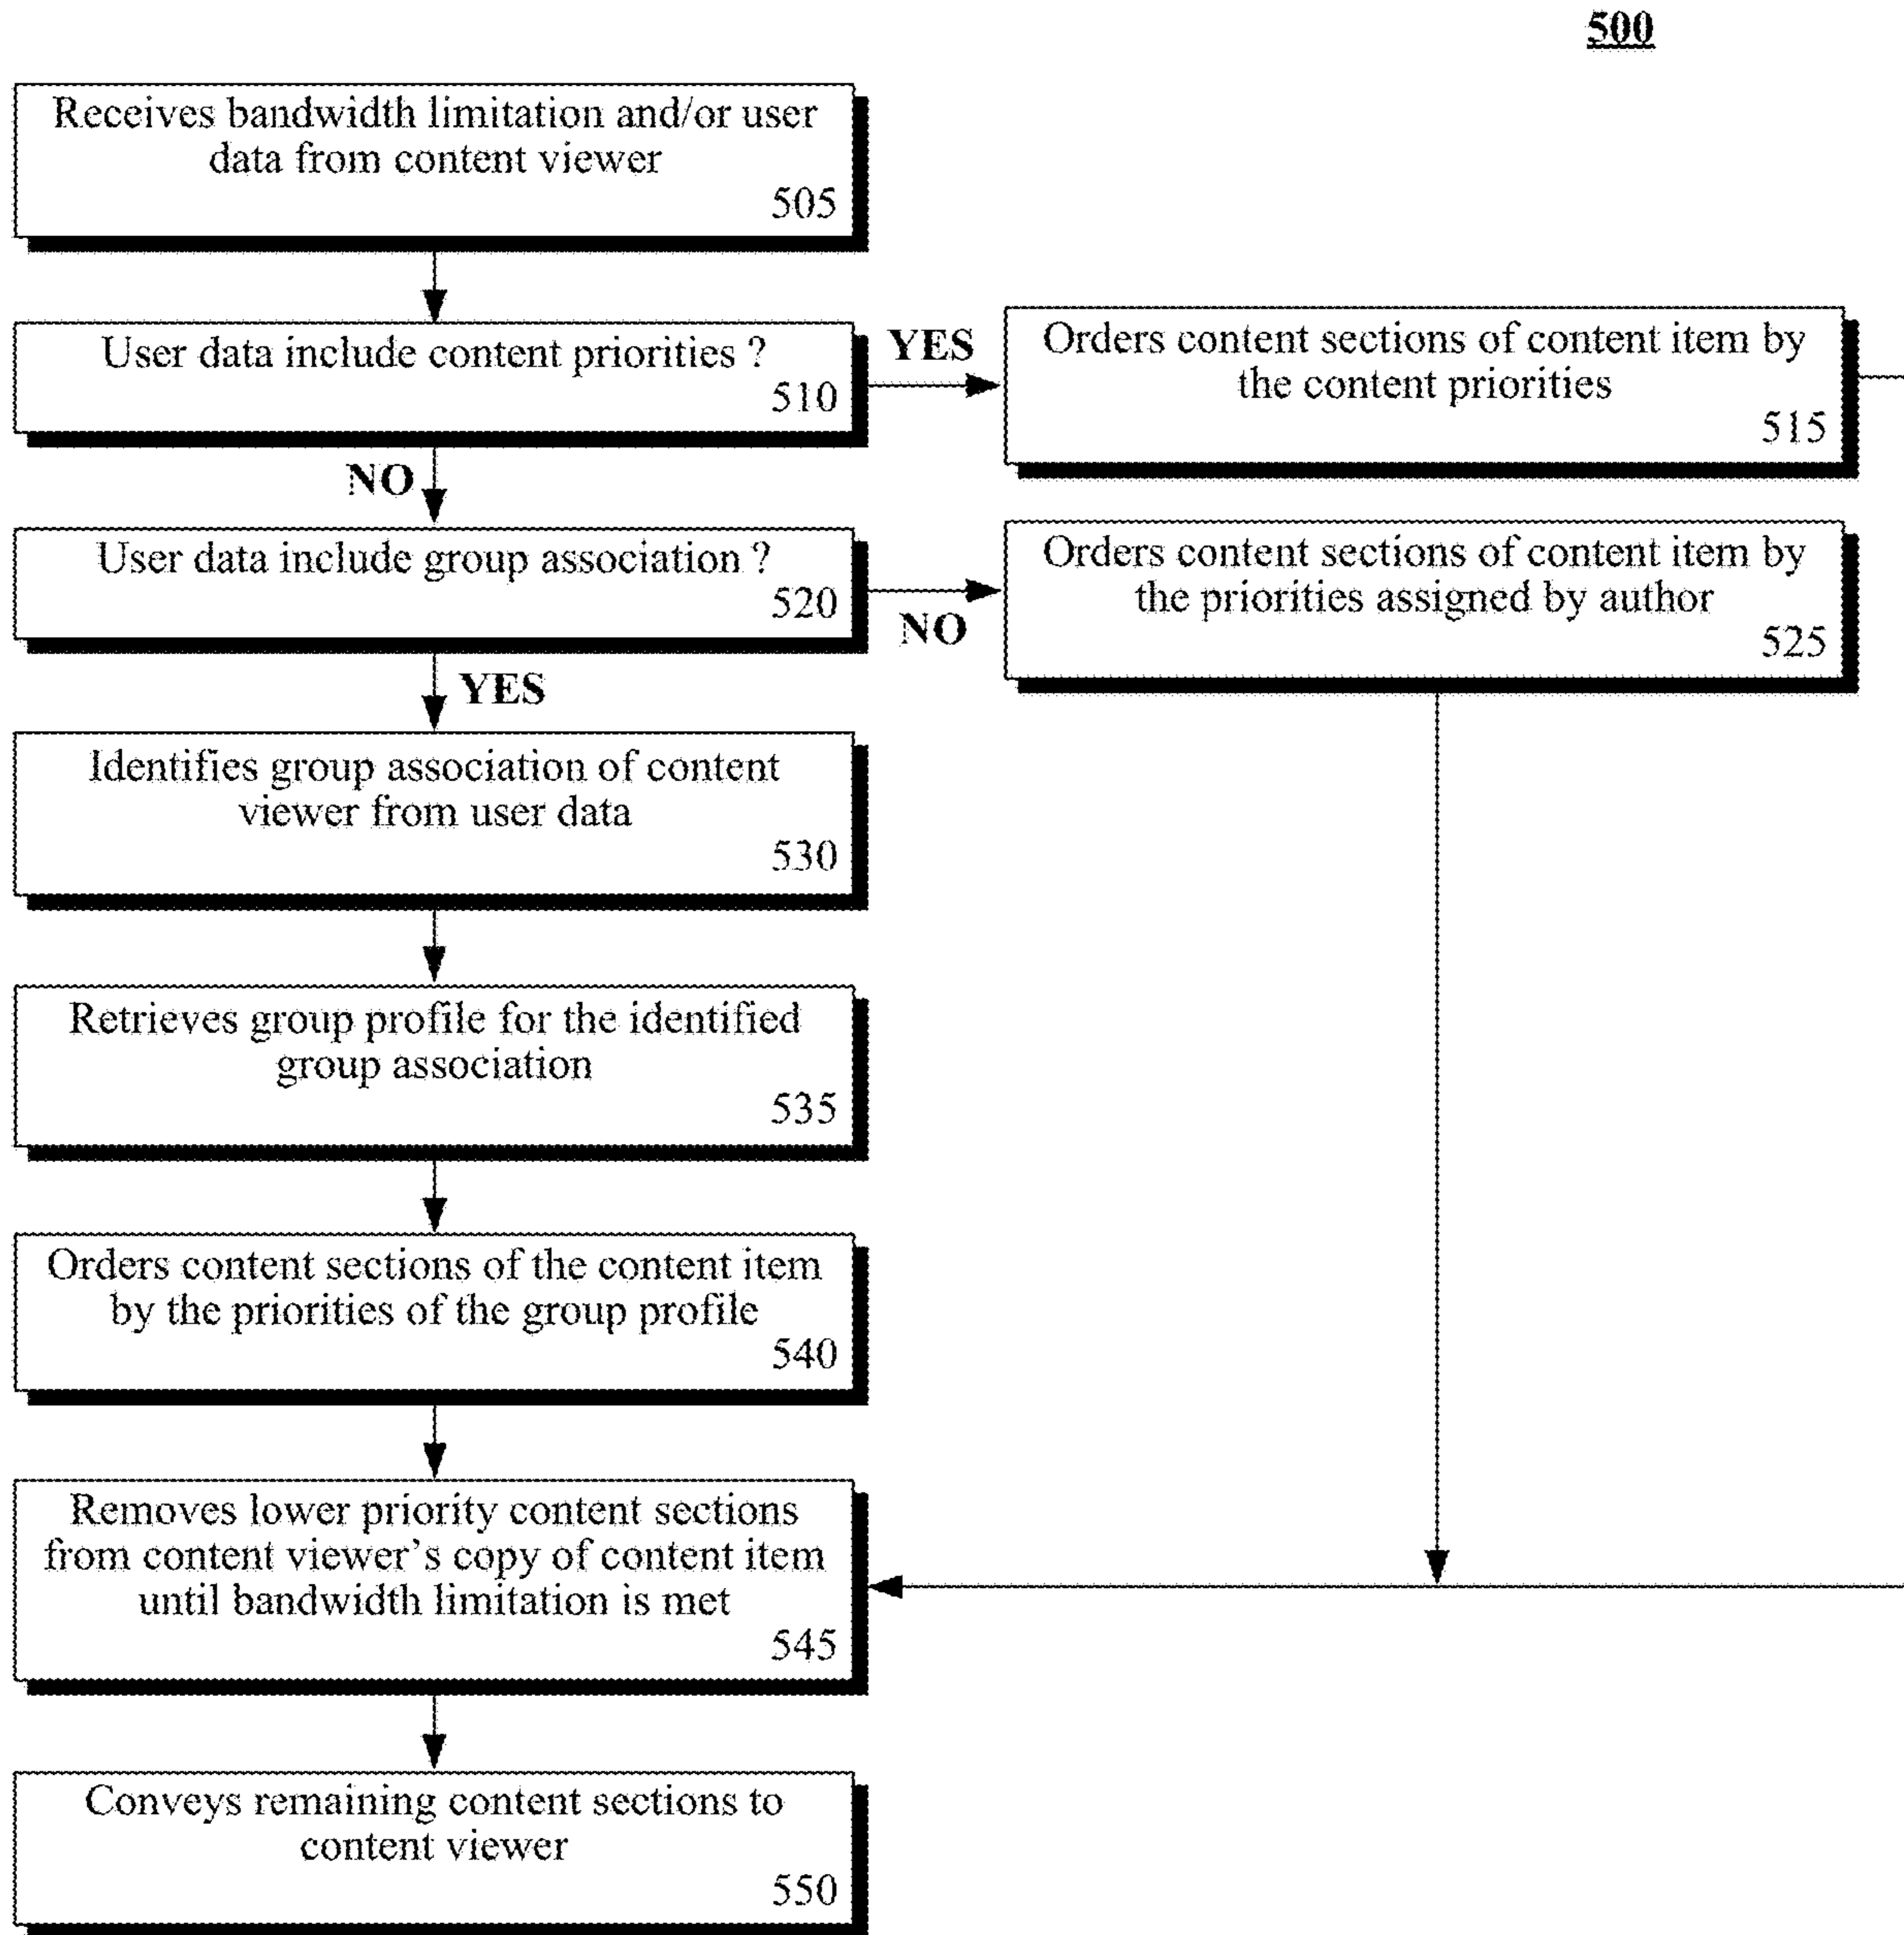 500
Receives bandwidth limitation and/or user
data from content viewer
505
User data include content priorities ?
510
YES
Orders content sections of content item by
the content priorities
515
NO
User data include group association ?
520
NO
Orders content sections of content item by
the priorities assigned by author
525
YES
Identifies group association of content
viewer from user data
530
Retrieves group profile for the identified
group association
535
Orders content sections of the content item
by the priorities of the group profile
540
Removes lower priority content sections
from content viewer's copy of content item
until bandwidth limitation is met
545
Conveys remaining content sections to
content viewer
550